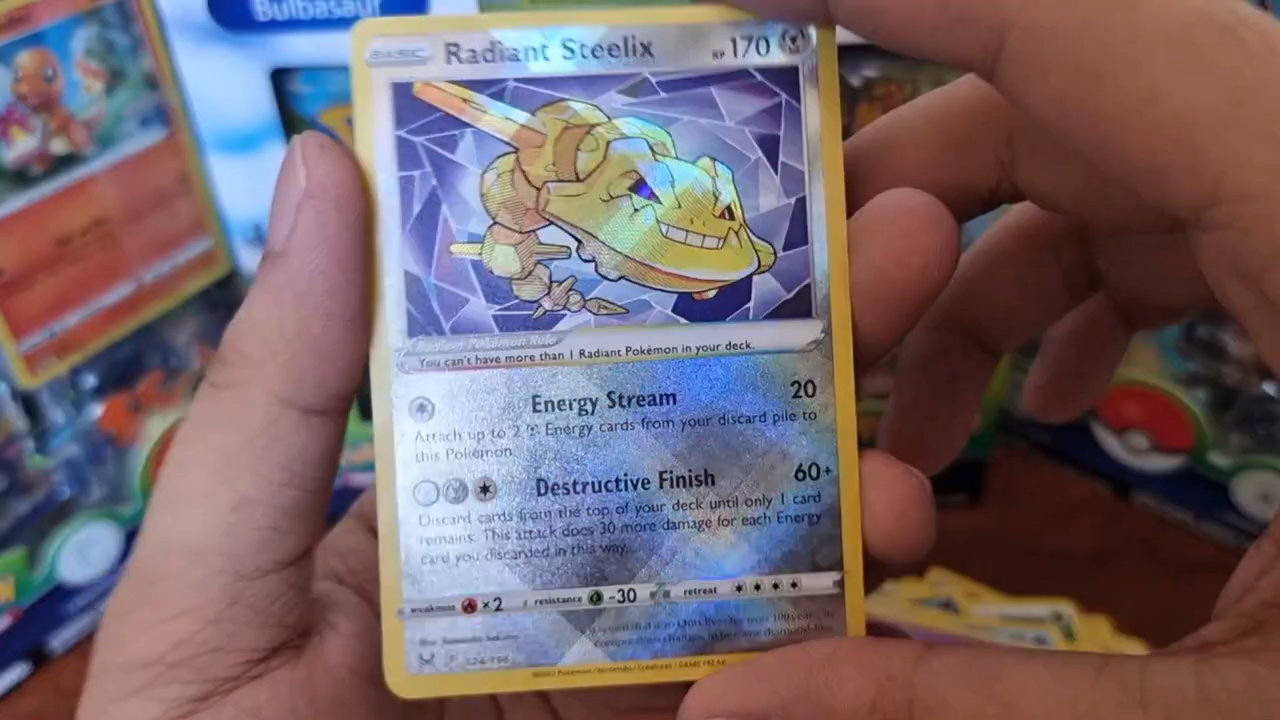 Bulbasaur
BASIC Radiant Steelix HP 170
Radiant Pokémon Rule
You can't have more than 1 Radiant Pokémon in your deck.
Energy Stream 20
Attach up to 2 Energy cards from your discard pile to
this Pokémon.
Destructive Finish 60+
Discard cards from the top of your deck until only 1 card
remains. This attack does 30 more damage for each Energy
card you discarded in this way.
weakness ×2 resistance -30 retreat
124/196